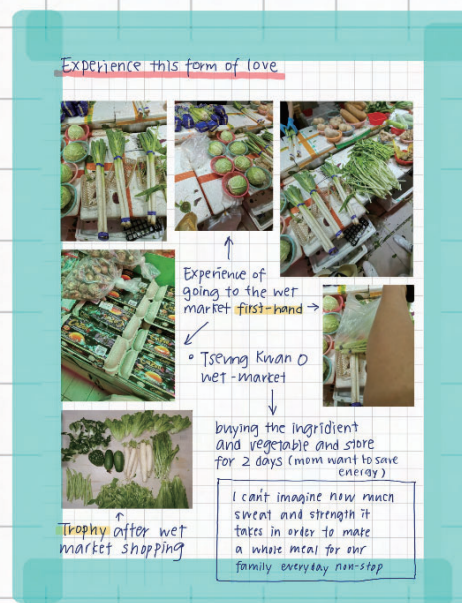 Experience this form of love
Experience of
going to the wet
market first-hand →
• Tseung Kwan O
wet-market
buying the ingridient
and vegetable and store
for 2 days (mom want to save
energy)
I can't imagine how much
sweat and strength it
takes in order to make
a whole meal for our
family everyday non-stop
Trophy after wet
market shopping